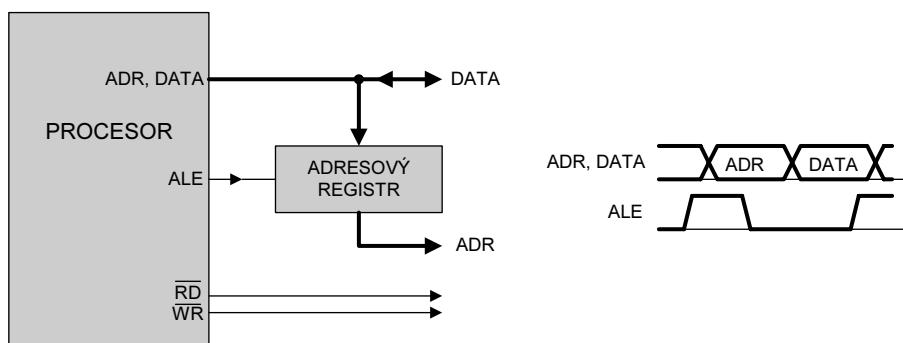 ADR, DATA
DATA
PROCESOR
ALE
ADRESOVÝ
REGISTR
ADR
RD
WR
ADR, DATA
ADR
DATA
ALE